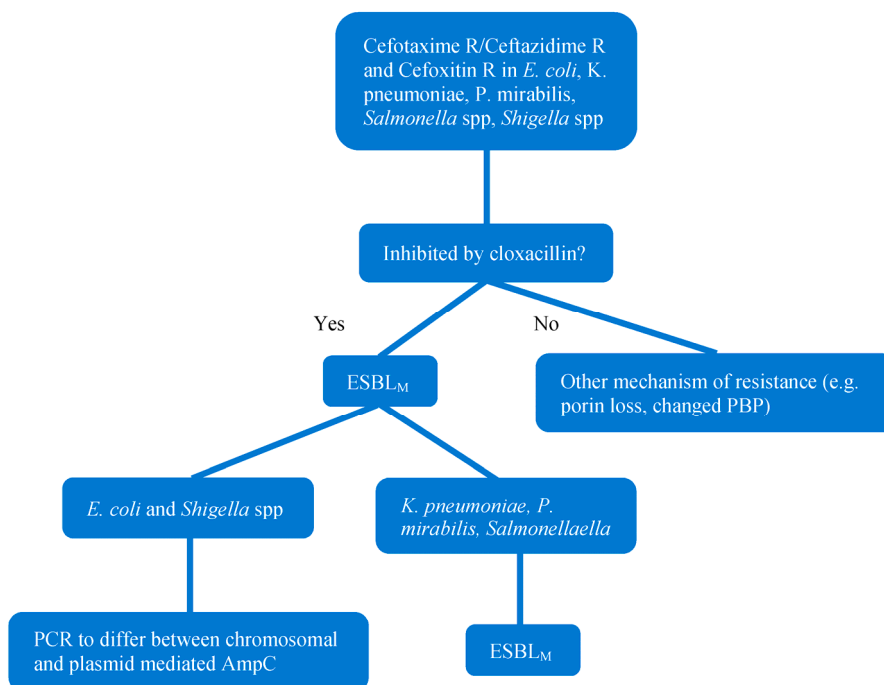 Cefotaxime R/Ceftazidime R
and Cefoxitin R in E. coli, K.
pneumoniae, P. mirabilis,
Salmonella spp, Shigella spp
Inhibited by cloxacillin?
Yes
No
ESBLM
Other mechanism of resistance (e.g.
porin loss, changed PBP)
E. coli and Shigella spp
K. pneumoniae, P.
mirabilis, Salmonellaella
PCR to differ between chromosomal
and plasmid mediated AmpC
ESBLM